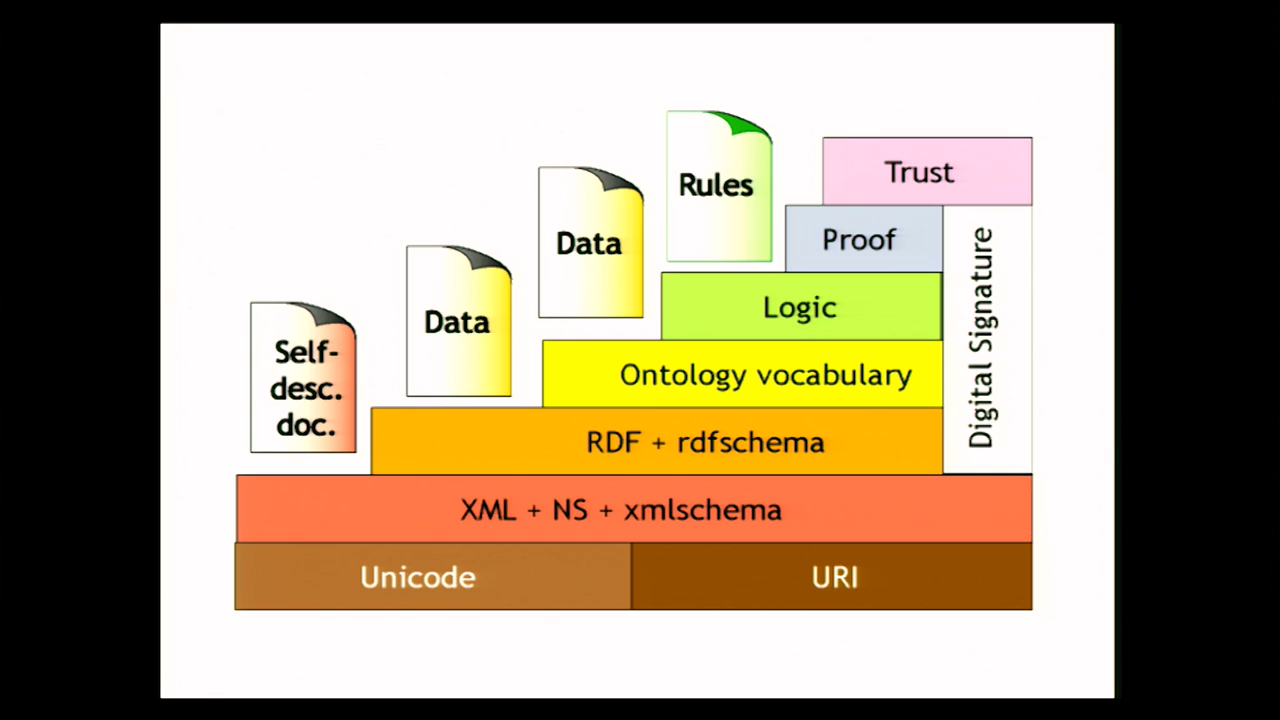 Trust
Rules
Proof
Data
Logic
Digital Signature
Data
Ontology vocabulary
Self-
desc.
doc.
RDF + rdfschema
XML + NS + xmlschema
Unicode
URI